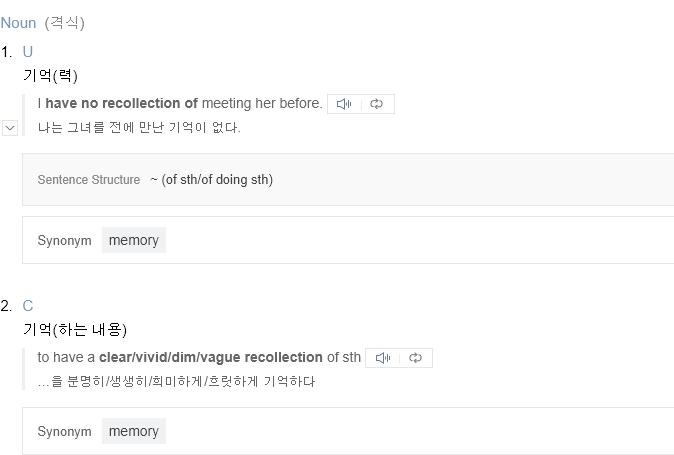 Noun (격식)
1. U
기억(력)
I have no recollection of meeting her before.
나는 그녀를 전에 만난 기억이 없다.
Sentence Structure ~ (of sth/of doing sth)
Synonym memory
2. C
기억(하는 내용)
to have a clear/vivid/dim/vague recollection of sth
…을 분명히/생생히/희미하게/흐릿하게 기억하다
Synonym memory